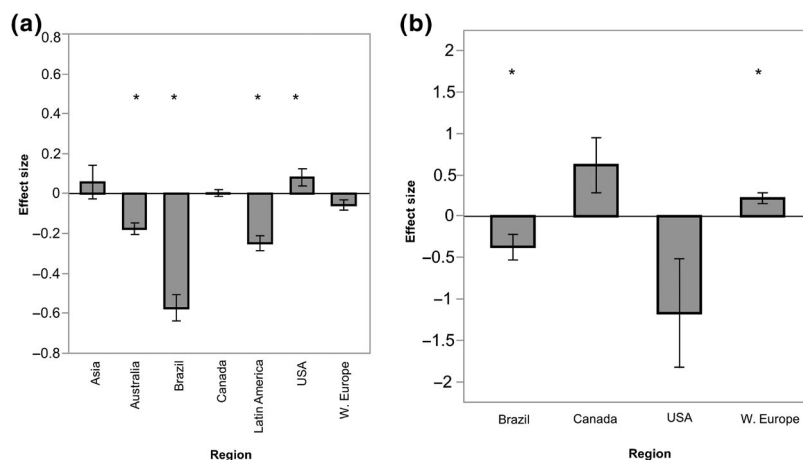 (a)
0.8
0.6
0.4
0.2
0
–0.2
–0.4
–0.6
–0.8
Effect size
* * * *
Asia
Australia
Brazil
Canada
Latin America
USA
W. Europe
Region
(b)
2
1.5
1
0.5
0
–0.5
–1
–1.5
–2
Effect size
* *
Brazil Canada USA W. Europe
Region